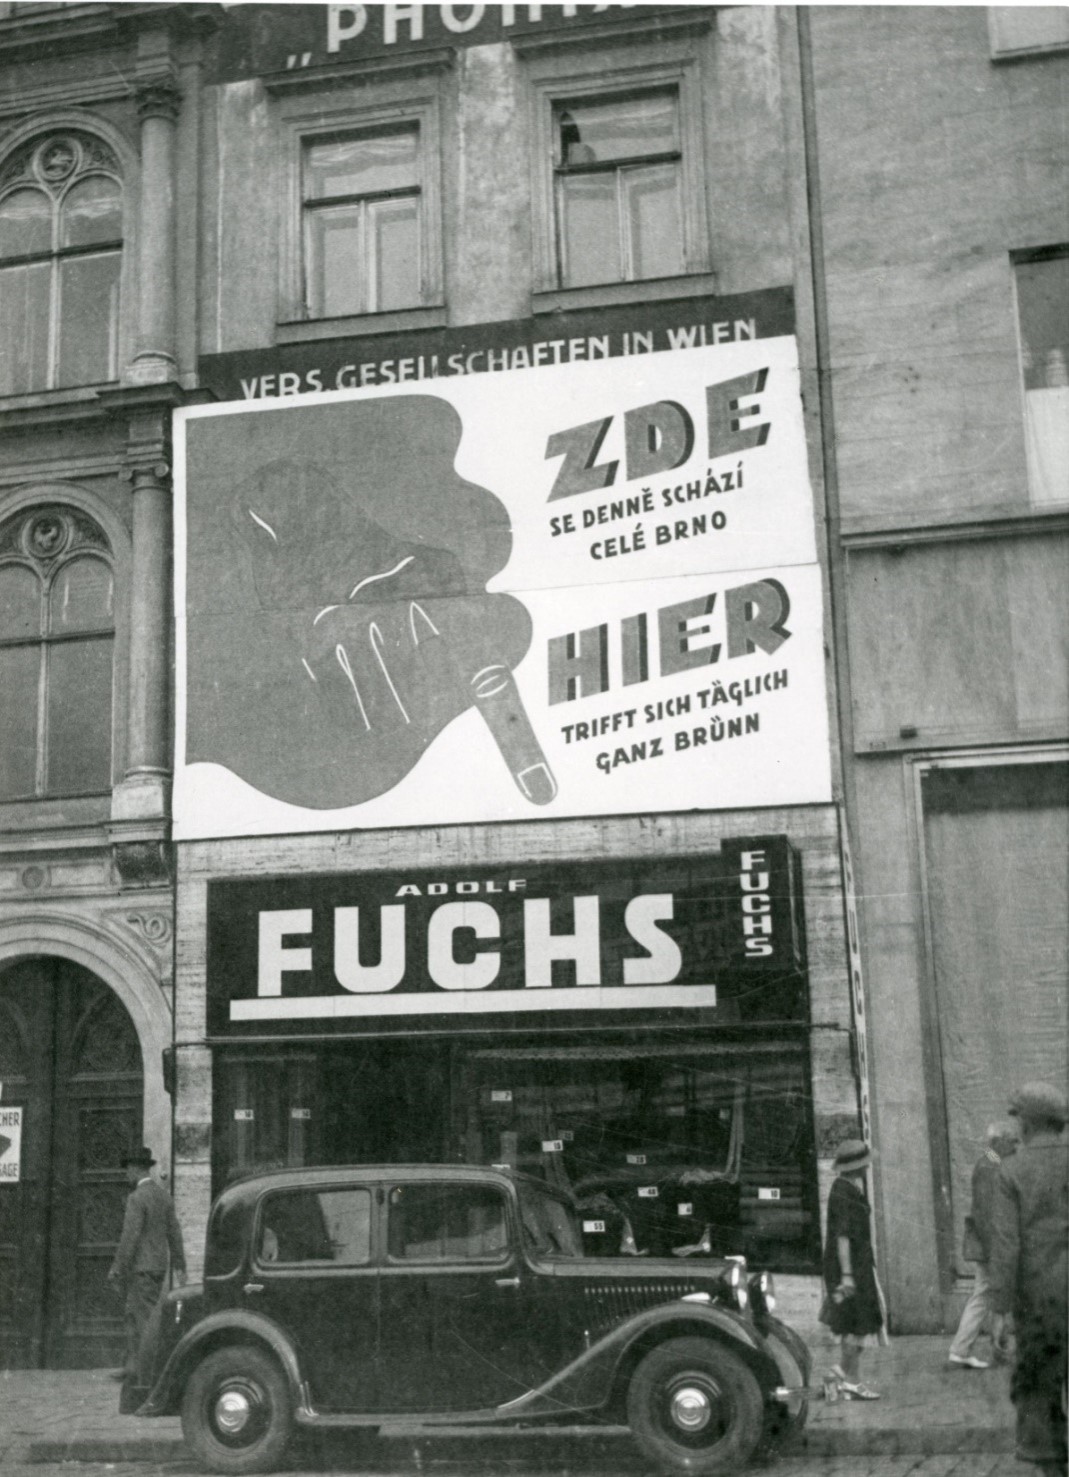 „PHÖNIX
VERS. GESELLSCHAFTEN IN WIEN
ZDE
SE DENNĚ SCHÁZÍ
CELÉ BRNO
HIER
TRIFFT SICH TÄGLICH
GANZ BRÜNN
ADOLF
FUCHS
FUCHS